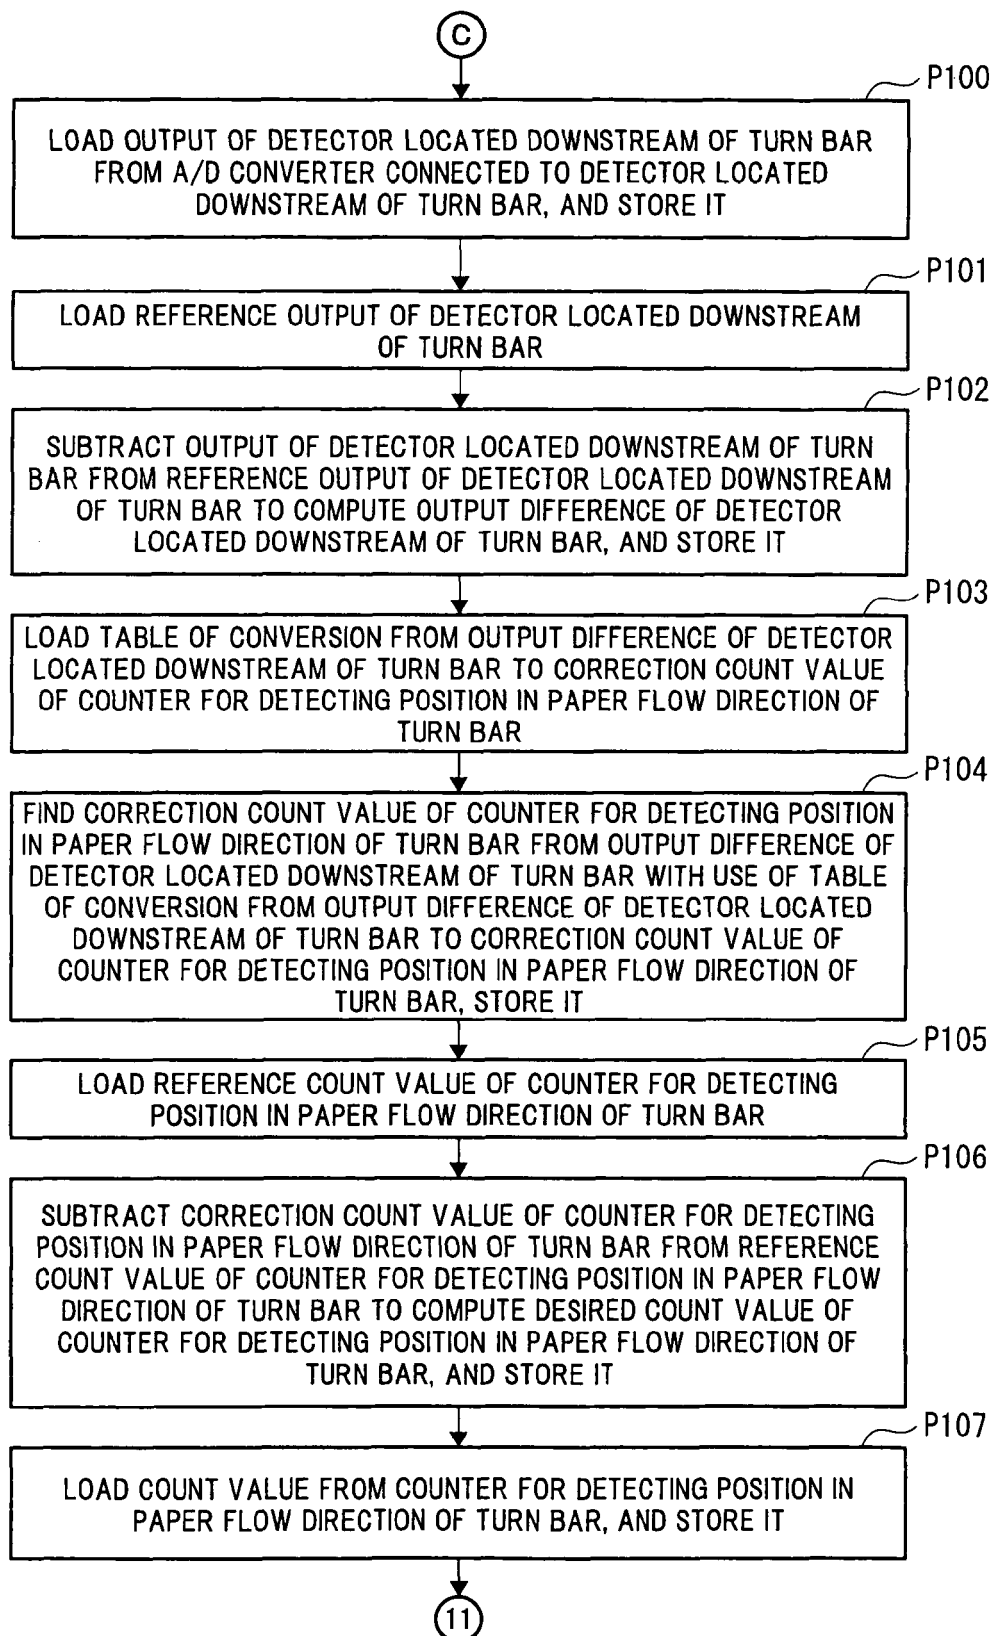 C
P100
LOAD OUTPUT OF DETECTOR LOCATED DOWNSTREAM OF TURN BAR
FROM A/D CONVERTER CONNECTED TO DETECTOR LOCATED
DOWNSTREAM OF TURN BAR, AND STORE IT
P101
LOAD REFERENCE OUTPUT OF DETECTOR LOCATED DOWNSTREAM
OF TURN BAR
P102
SUBTRACT OUTPUT OF DETECTOR LOCATED DOWNSTREAM OF TURN
BAR FROM REFERENCE OUTPUT OF DETECTOR LOCATED DOWNSTREAM
OF TURN BAR TO COMPUTE OUTPUT DIFFERENCE OF DETECTOR
LOCATED DOWNSTREAM OF TURN BAR, AND STORE IT
P103
LOAD TABLE OF CONVERSION FROM OUTPUT DIFFERENCE OF DETECTOR
LOCATED DOWNSTREAM OF TURN BAR TO CORRECTION COUNT VALUE
OF COUNTER FOR DETECTING POSITION IN PAPER FLOW DIRECTION OF
TURN BAR
P104
FIND CORRECTION COUNT VALUE OF COUNTER FOR DETECTING POSITION
IN PAPER FLOW DIRECTION OF TURN BAR FROM OUTPUT DIFFERENCE OF
DETECTOR LOCATED DOWNSTREAM OF TURN BAR WITH USE OF TABLE
OF CONVERSION FROM OUTPUT DIFFERENCE OF DETECTOR LOCATED
DOWNSTREAM OF TURN BAR TO CORRECTION COUNT VALUE OF
COUNTER FOR DETECTING POSITION IN PAPER FLOW DIRECTION OF
TURN BAR, STORE IT
P105
LOAD REFERENCE COUNT VALUE OF COUNTER FOR DETECTING
POSITION IN PAPER FLOW DIRECTION OF TURN BAR
P106
SUBTRACT CORRECTION COUNT VALUE OF COUNTER FOR DETECTING
POSITION IN PAPER FLOW DIRECTION OF TURN BAR FROM REFERENCE
COUNT VALUE OF COUNTER FOR DETECTING POSITION IN PAPER FLOW
DIRECTION OF TURN BAR TO COMPUTE DESIRED COUNT VALUE OF
COUNTER FOR DETECTING POSITION IN PAPER FLOW DIRECTION OF
TURN BAR, AND STORE IT
P107
LOAD COUNT VALUE FROM COUNTER FOR DETECTING POSITION IN
PAPER FLOW DIRECTION OF TURN BAR, AND STORE IT
11